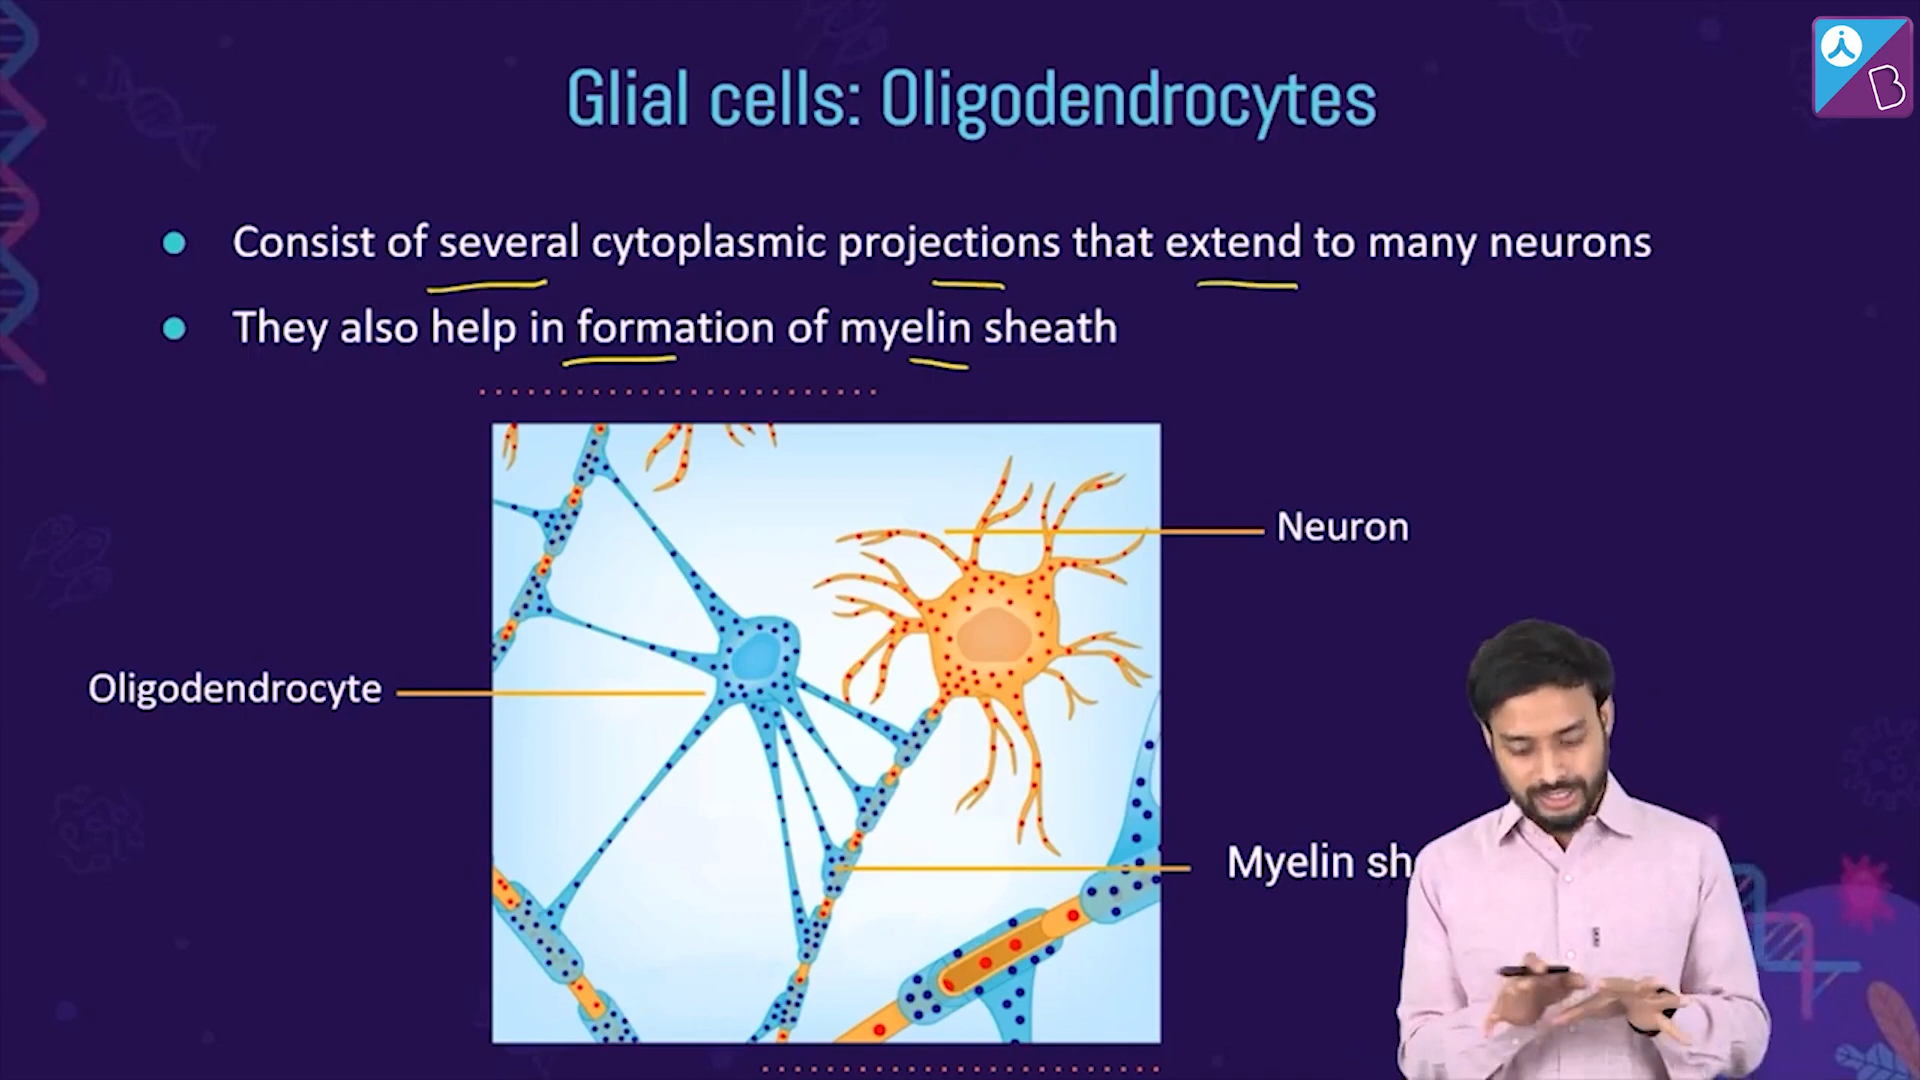 Glial cells: Oligodendrocytes
Consist of several cytoplasmic projections that extend to many neurons
They also help in formation of myelin sheath
Neuron
Oligodendrocyte
Myelin sh
B